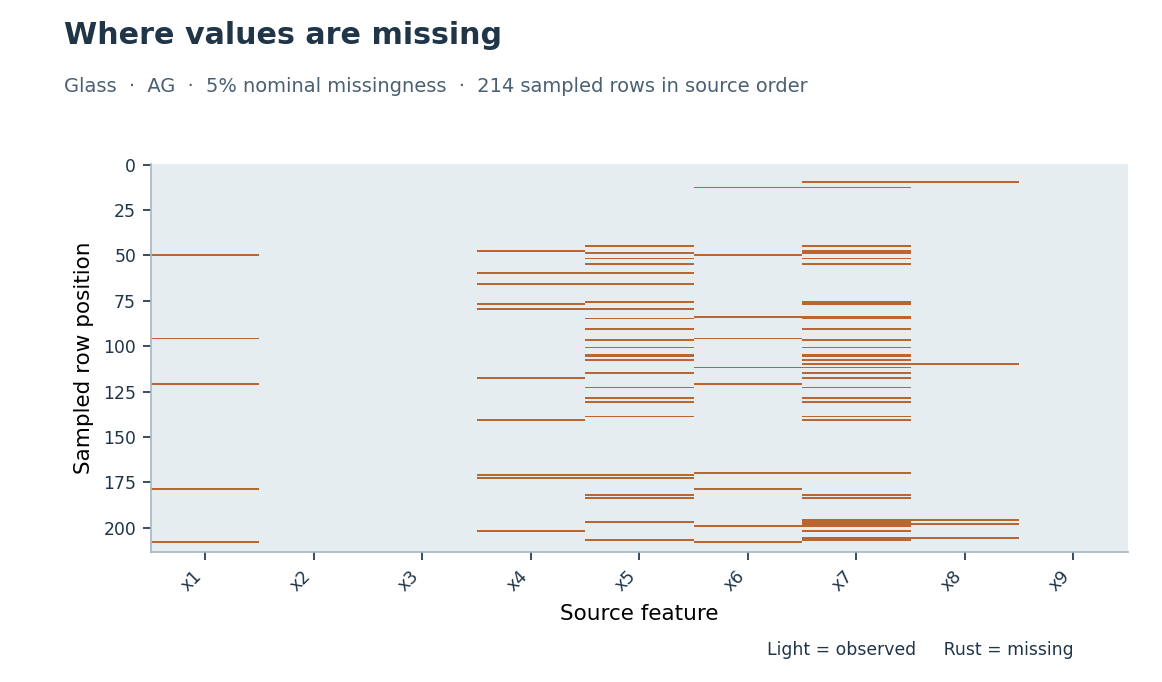 Where values are missing
Glass · AG · 5% nominal missingness · 214 sampled rows in source order
0
25
50
75
100
125
150
175
200
Sampled row position
x1 x2 x3 x4 x5 x6 x7 x8 x9
Source feature
Light = observed Rust = missing